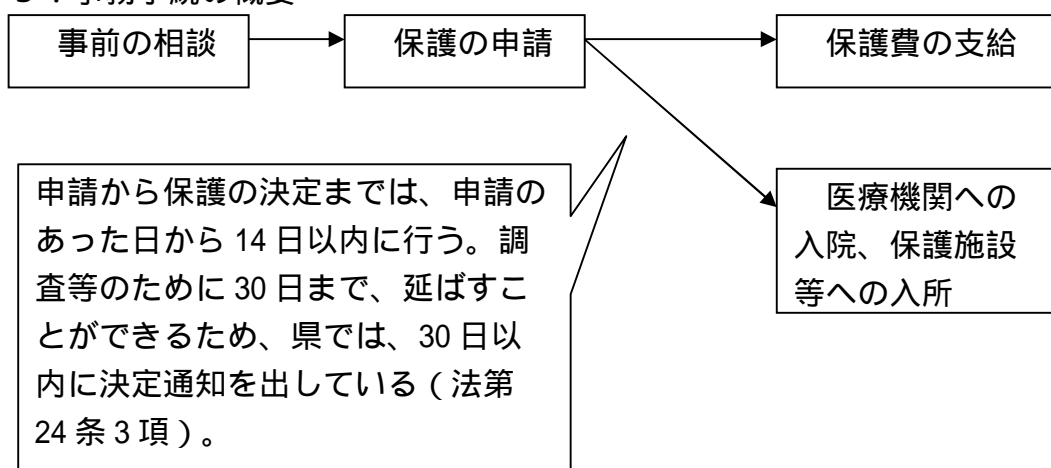 事前の相談
保護の申請
保護費の支給
申請から保護の決定までは、申請の
あった日から 14 日以内に行う。調
査等のために 30 日まで、延ばすこ
とができるため、県では、30 日以
内に決定通知を出している（法第
24 条 3 項）。
医療機関への
入院、保護施設
等への入所